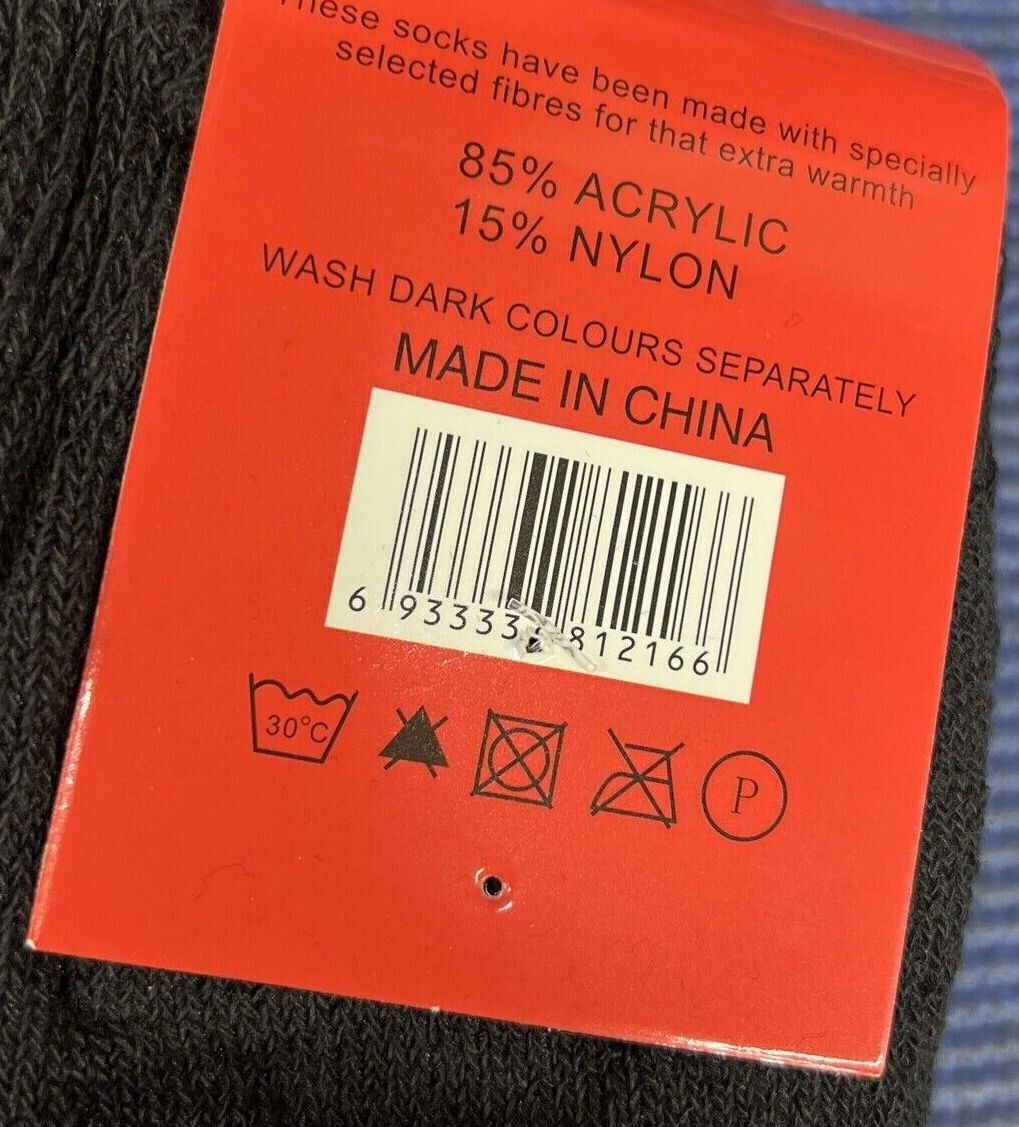 These socks have been made with specially
selected fibres for that extra warmth
85% ACRYLIC
15% NYLON
WASH DARK COLOURS SEPARATELY
MADE IN CHINA
6 812166
30°C P